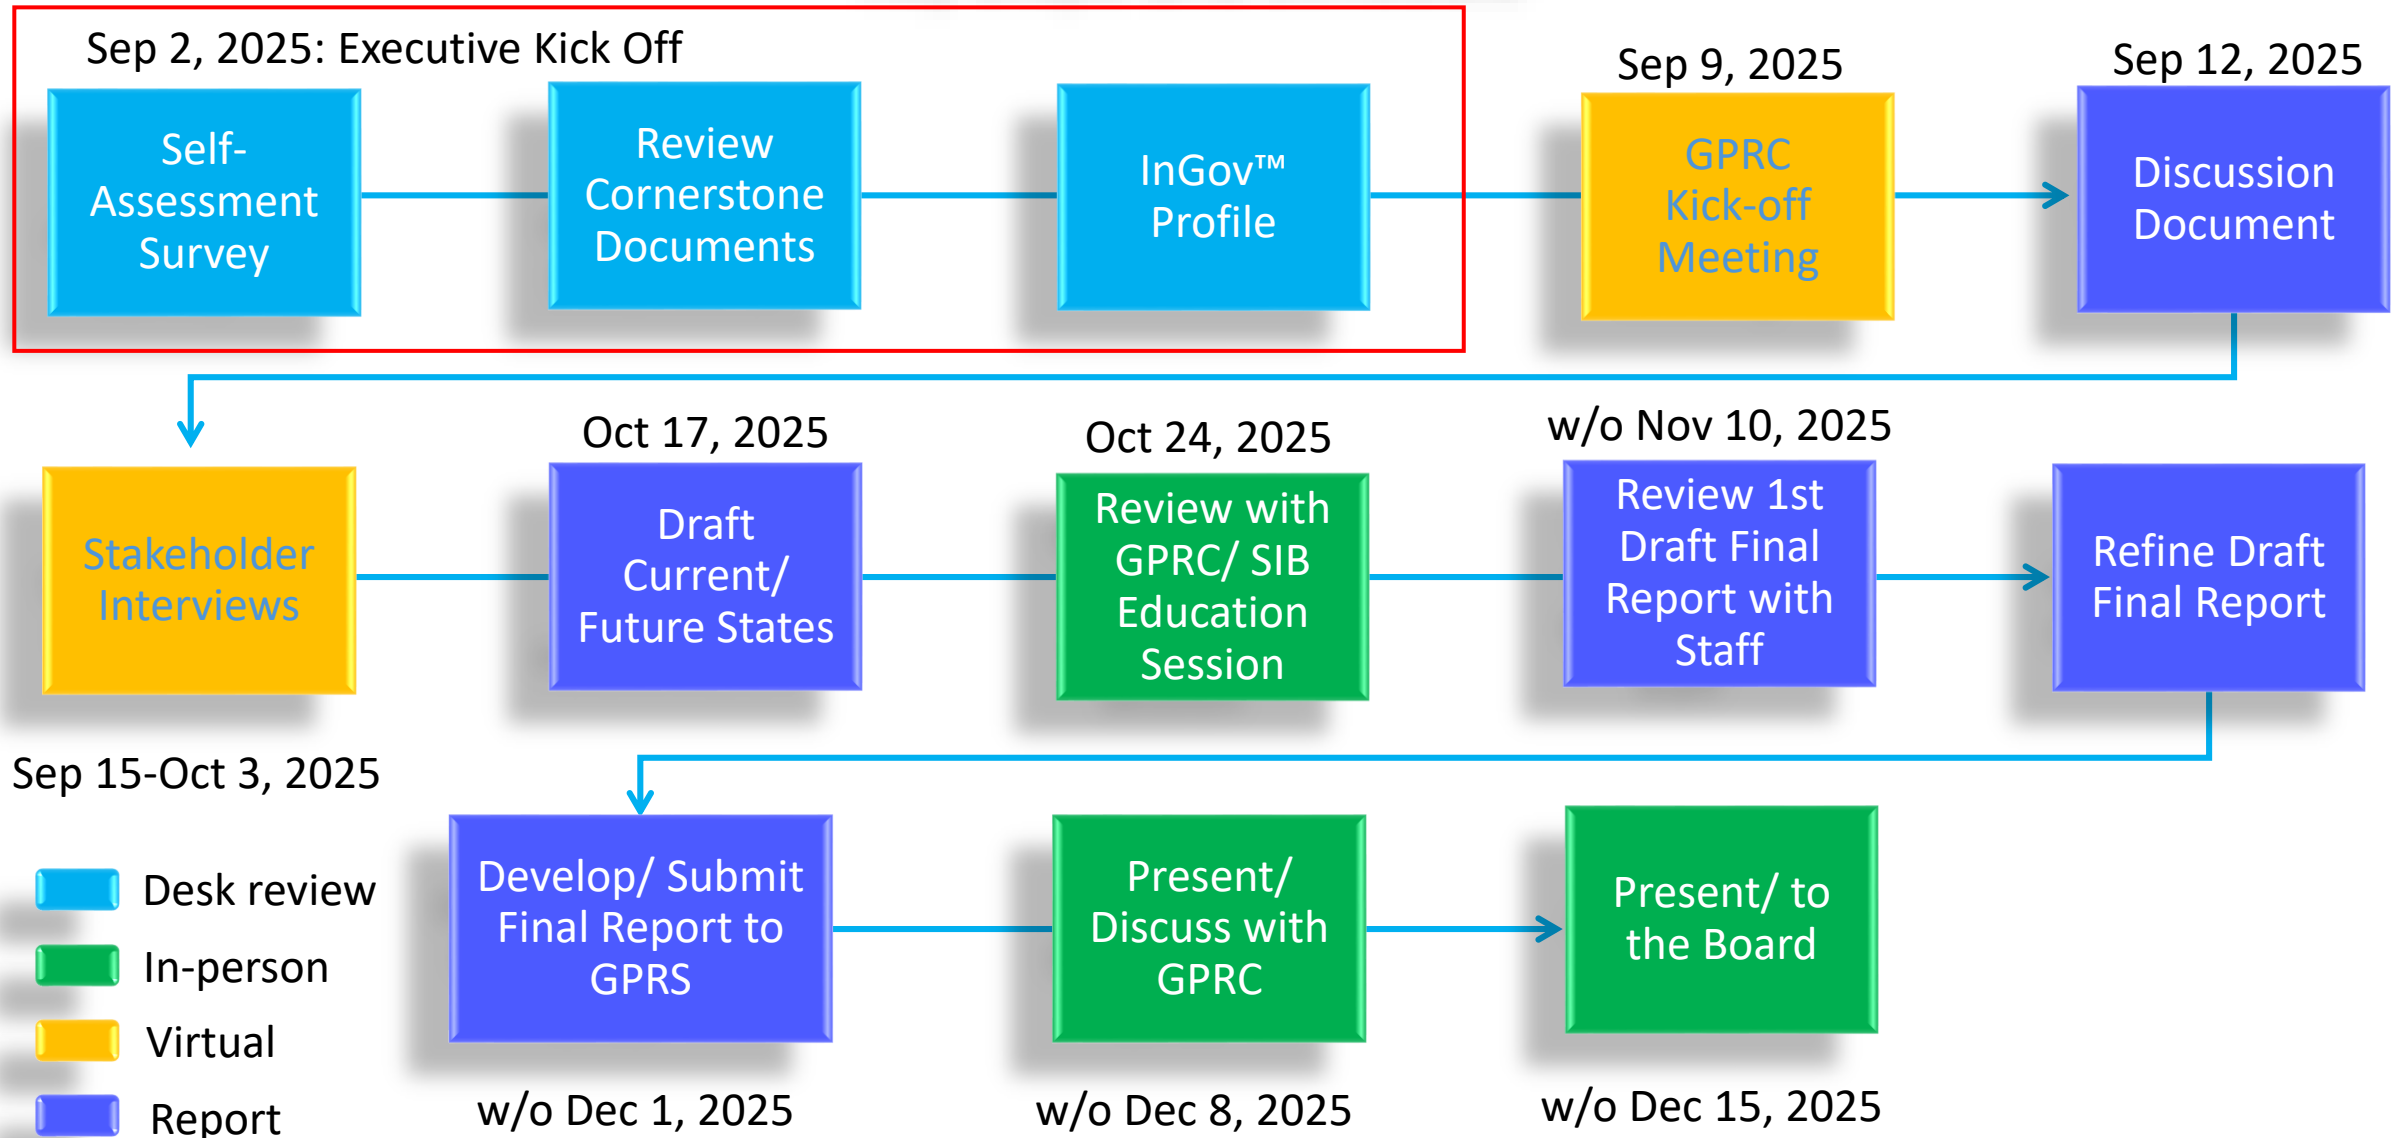 Sep 2, 2025: Executive Kick Off
Self-
Assessment
Survey
Review
Cornerstone
Documents
InGov™
Profile
Sep 9, 2025
GPRC
Kick-off
Meeting
Sep 12, 2025
Discussion
Document
Stakeholder
Interviews
Sep 15-Oct 3, 2025
Oct 17, 2025
Draft
Current/
Future States
Oct 24, 2025
Review with
GPRC/ SIB
Education
Session
w/o Nov 10, 2025
Review 1st
Draft Final
Report with
Staff
Refine Draft
Final Report
Develop/ Submit
Final Report to
GPRS
w/o Dec 1, 2025
Present/
Discuss with
GPRC
w/o Dec 8, 2025
Present/ to
the Board
w/o Dec 15, 2025
Desk review
In-person
Virtual
Report